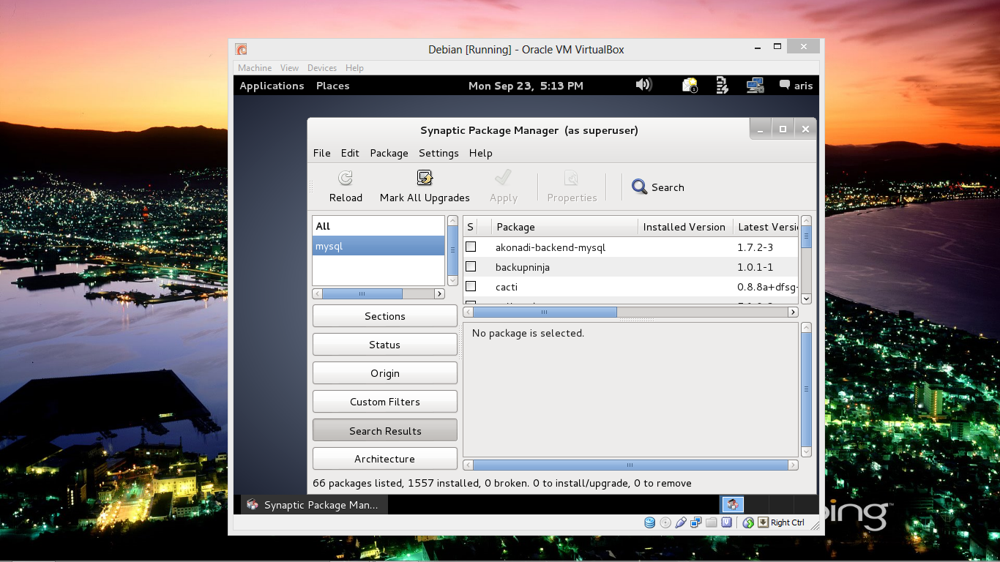 Debian [Running] - Oracle VM VirtualBox
Machine View Devices Help
Applications Places Mon Sep 23, 5:13 PM aris
Synaptic Package Manager (as superuser)
File Edit Package Settings Help
Reload Mark All Upgrades Apply Properties Search
All
mysql
S Package Installed Version Latest Versi
akonadi-backend-mysql 1.7.2-3
backupninja 1.0.1-1
cacti 0.8.8a+dfsg-
Sections
Status
Origin
Custom Filters
Search Results
Architecture
No package is selected.
66 packages listed, 1557 installed, 0 broken. 0 to install/upgrade, 0 to remove
Synaptic Package Man...
Right Ctrl
bing